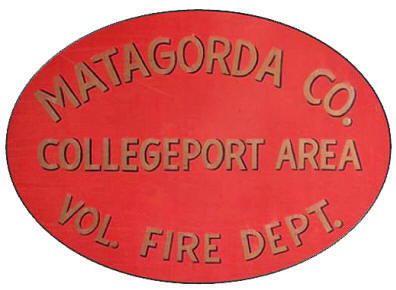 MATAGORDA CO.
COLLEGEPORT AREA
VOL. FIRE DEPT.